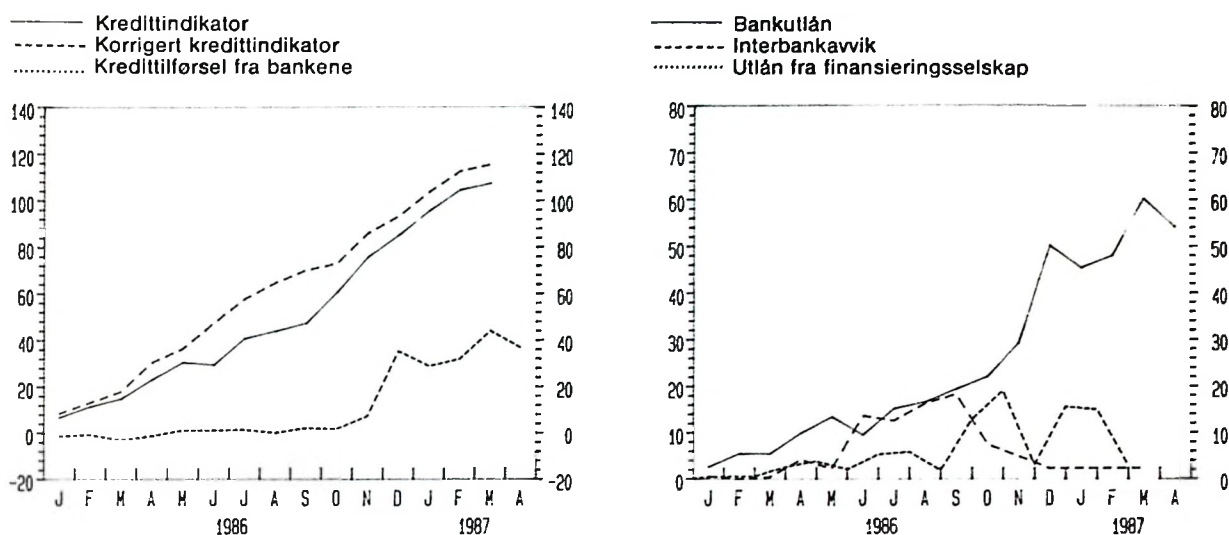 Kredittindikator
Korrigert kredittindikator
Kredittilførsel fra bankene
140 140
120 120
100 100
80 80
60 60
40 40
20 20
0 0
-20 -20
J F M A M J J A S O N D J F M A
1986 1987
Bankutlån
Interbankavvik
Utlån fra finansieringsselskap
80 80
70 70
60 60
50 50
40 40
30 30
20 20
10 10
0 0
J F M A M J J A S O N D J F M A
1986 1987